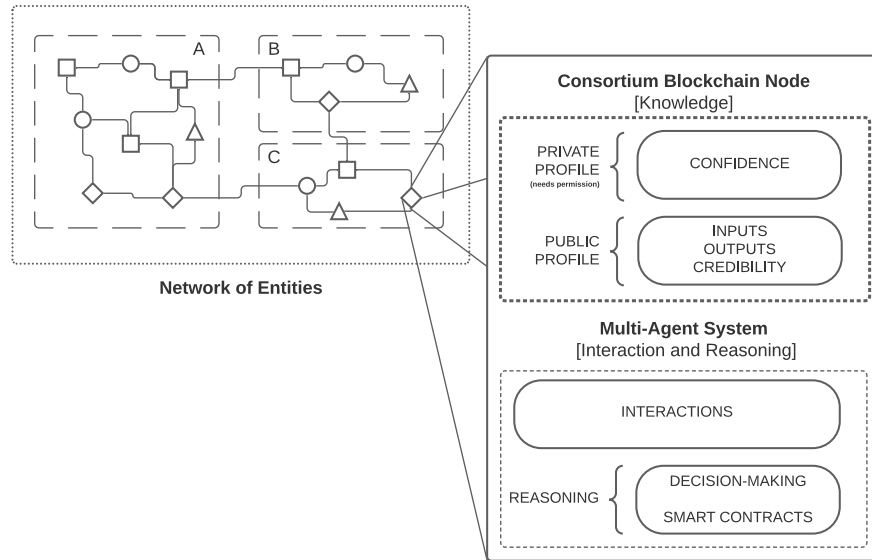 A
B
C
Network of Entities
Consortium Blockchain Node
[Knowledge]
PRIVATE
PROFILE
(needs permission)
CONFIDENCE
PUBLIC
PROFILE
INPUTS
OUTPUTS
CREDIBILITY
Multi-Agent System
[Interaction and Reasoning]
INTERACTIONS
REASONING
DECISION-MAKING
SMART CONTRACTS